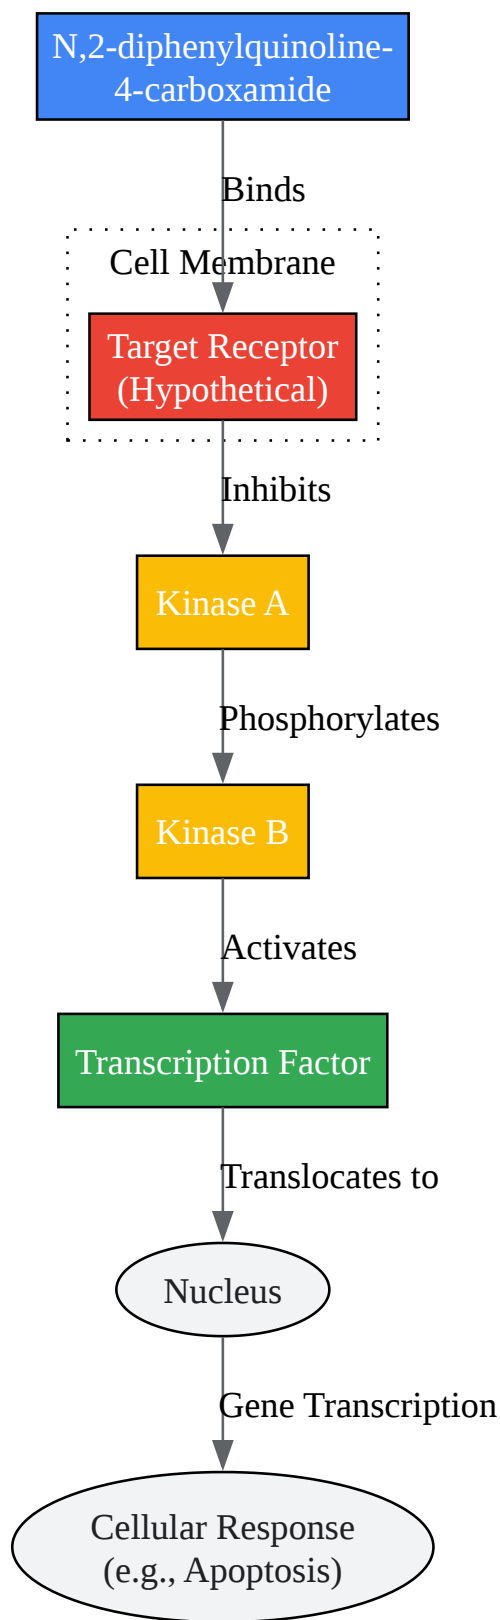 N,2-diphenylquinoline-
4-carboxamide
Binds
Cell Membrane
Target Receptor
(Hypothetical)
Inhibits
Kinase A
Phosphorylates
Kinase B
Activates
Transcription Factor
Translocates to
Nucleus
Gene Transcription
Cellular Response
(e.g., Apoptosis)